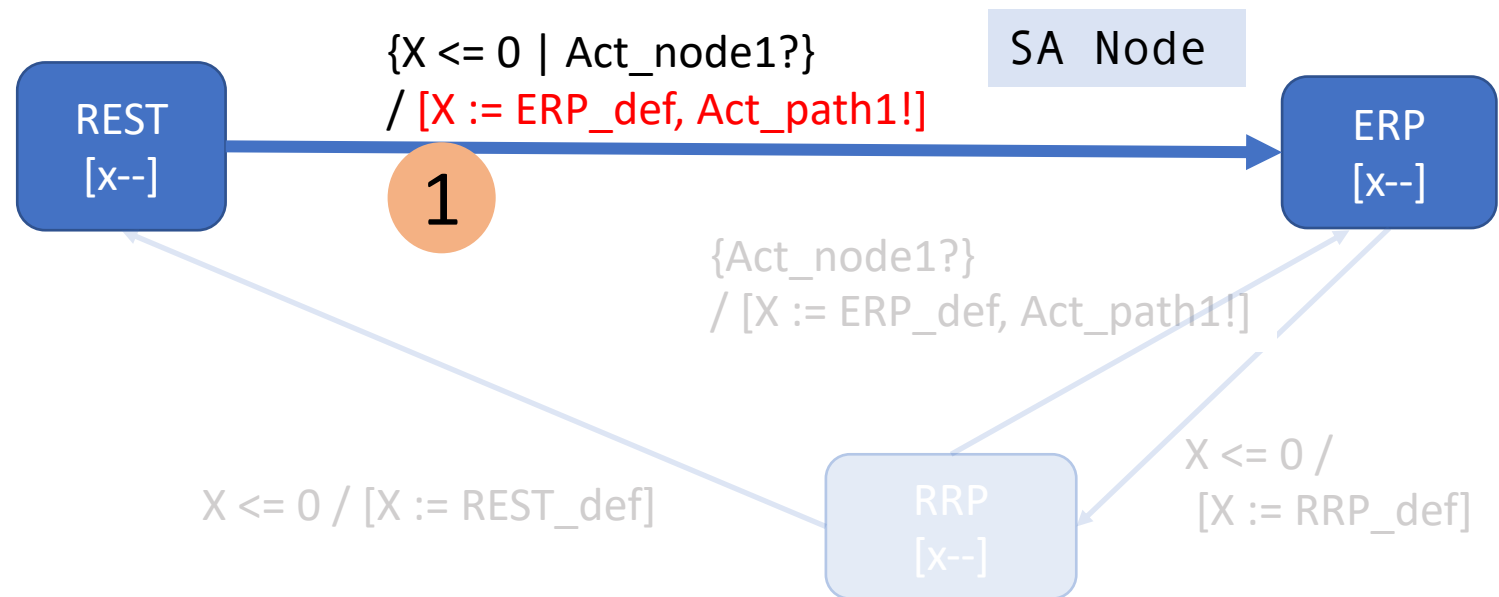 {X <= 0 | Act_node1?}
/ [X := ERP_def, Act_path1!]
SA Node
REST
[x--]
ERP
[x--]
1
{Act_node1?}
/ [X := ERP_def, Act_path1!]
X <= 0 /
[X := RRP_def]
X <= 0 / [X := REST_def]
RRP
[x--]